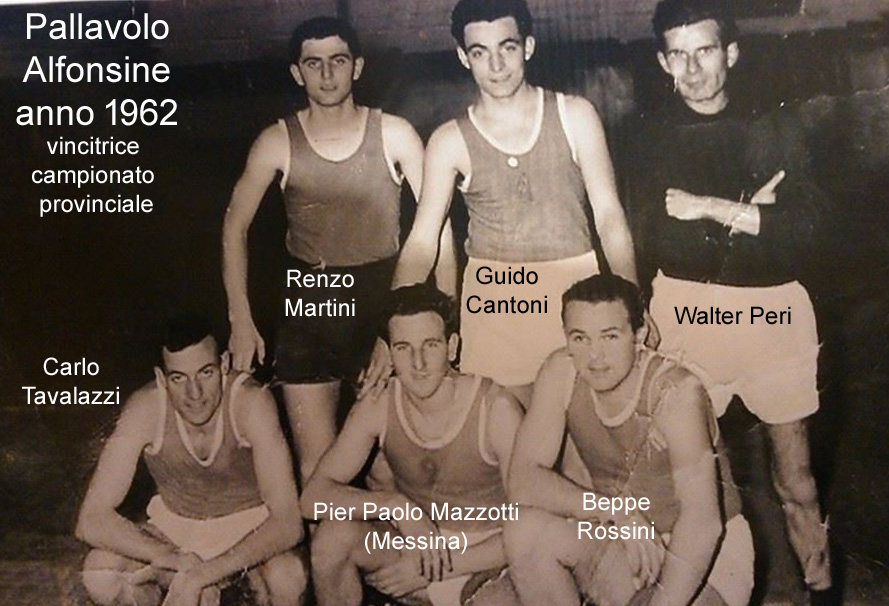 Pallavolo
Alfonsine
anno 1962
vincitrice
campionato
provinciale
Renzo
Martini
Guido
Cantoni
Walter Peri
Carlo
Tavalazzi
Pier Paolo Mazzotti
(Messina)
Beppe
Rossini